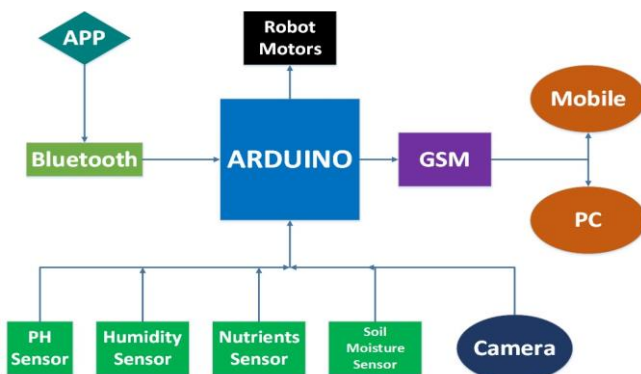 APP
Robot
Motors
Bluetooth
ARDUINO
GSM
Mobile
PC
PH
Sensor
Humidity
Sensor
Nutrients
Sensor
Soil
Moisture
Sensor
Camera